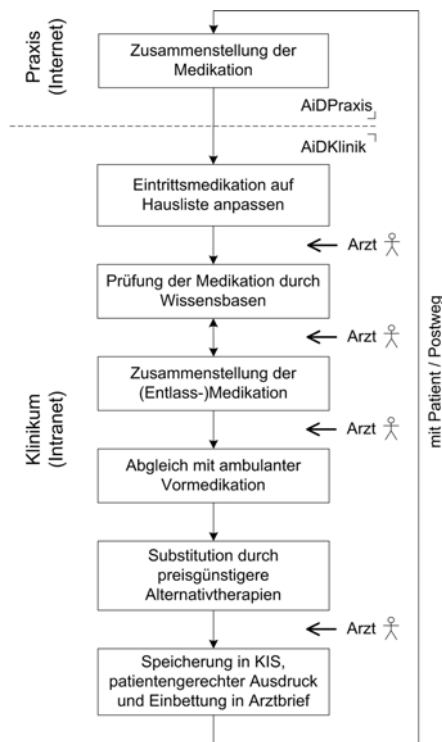 Praxis
(Internet)
Zusammenstellung der
Medikation
AiDPraxis
AiDKlinik
Eintrittsmedikation auf
Hausliste anpassen
Arzt
Prüfung der Medikation durch
Wissensbasen
Arzt
Zusammenstellung der
(Entlass-)Medikation
Arzt
Klinikum
(Intranet)
Abgleich mit ambulanter
Vormedikation
Substitution durch
preisgünstigere
Alternativtherapien
Arzt
Speicherung in KIS,
patientengerechter Ausdruck
und Einbettung in Arztbrief
mit Patient / Postweg